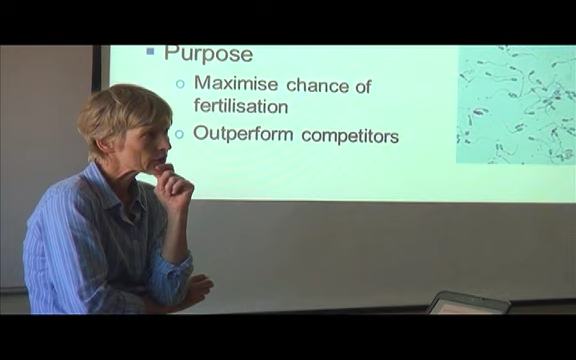 Purpose
Maximise chance of
fertilisation
Outperform competitors